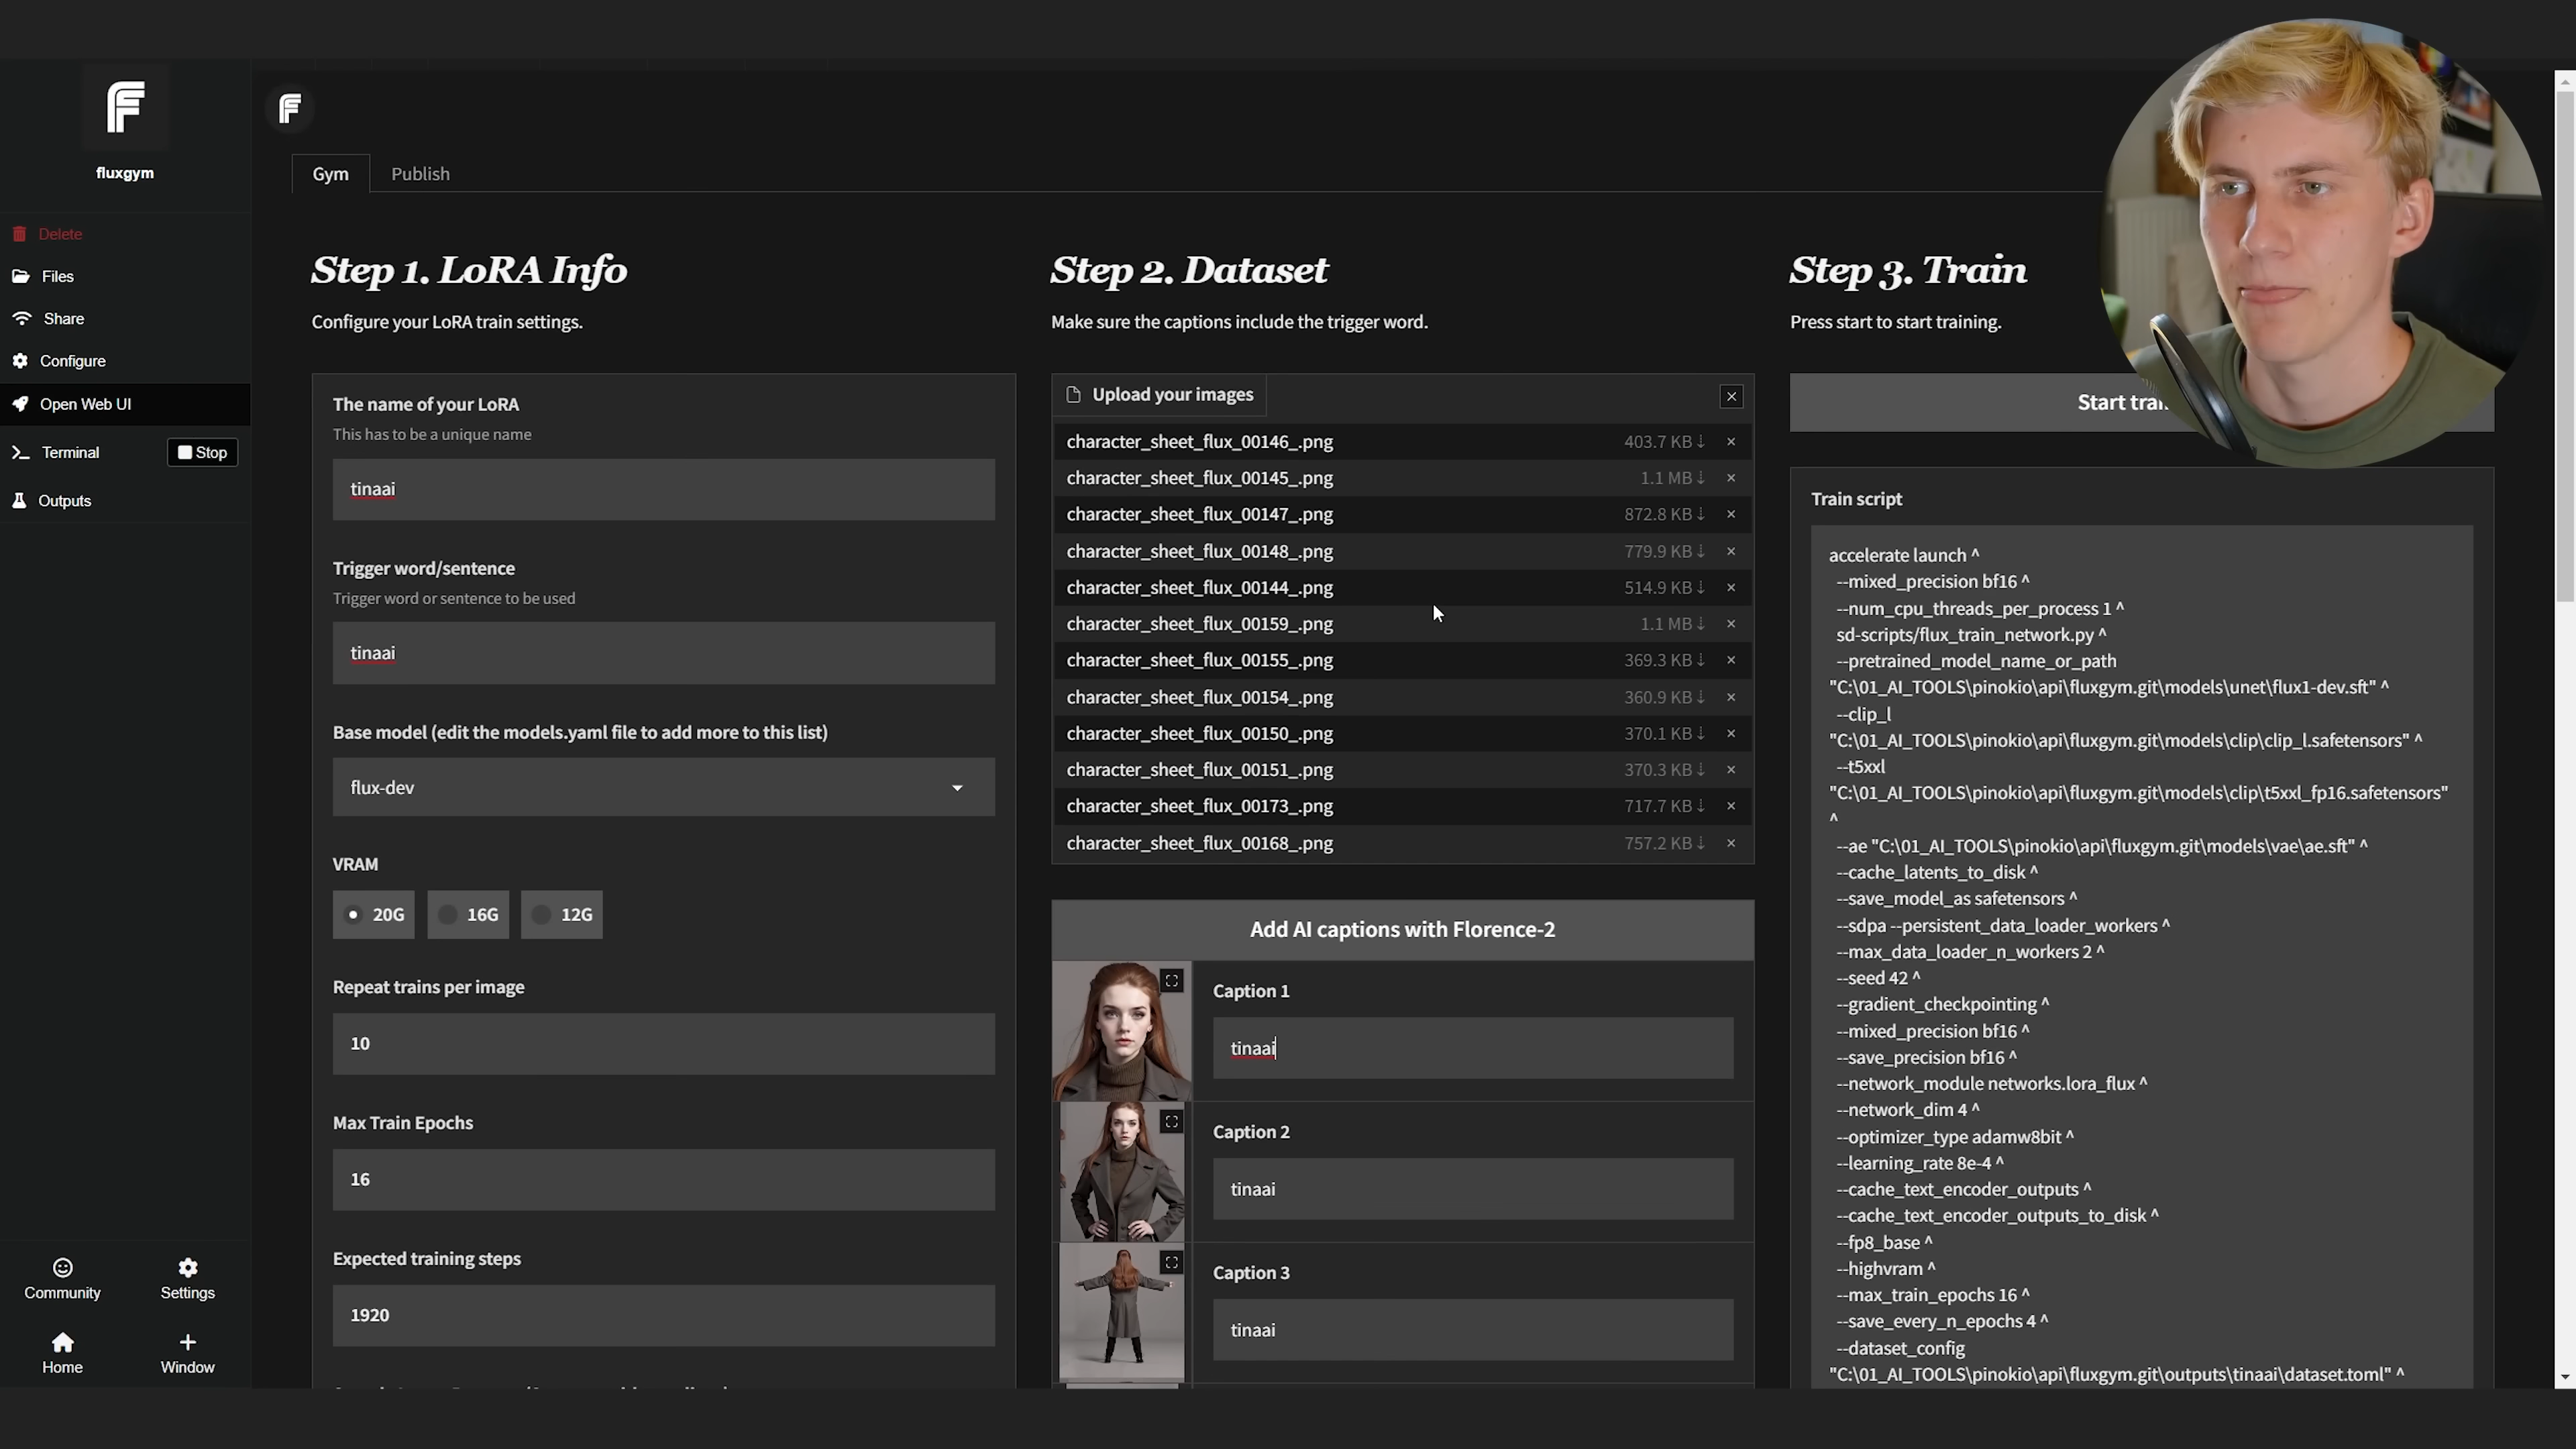 fluxgym
Delete
Files
Share
Configure
Open Web UI
Terminal
Stop
Outputs
Community
Settings
Home
Window
Gym
Publish
Step 1. LoRA Info
Configure your LoRA train settings.
The name of your LoRA
This has to be a unique name
tinaai
Trigger word/sentence
Trigger word or sentence to be used
tinaai
Base model (edit the models.yaml file to add more to this list)
flux-dev
VRAM
20G
16G
12G
Repeat trains per image
10
Max Train Epochs
16
Expected training steps
1920
Step 2. Dataset
Make sure the captions include the trigger word.
Upload your images
character_sheet_flux_00146_.png 403.7 KB ↓ ×
character_sheet_flux_00145_.png 1.1 MB ↓ ×
character_sheet_flux_00147_.png 872.8 KB ↓ ×
character_sheet_flux_00148_.png 779.9 KB ↓ ×
character_sheet_flux_00144_.png 514.9 KB ↓ ×
character_sheet_flux_00159_.png 1.1 MB ↓ ×
character_sheet_flux_00155_.png 369.3 KB ↓ ×
character_sheet_flux_00154_.png 360.9 KB ↓ ×
character_sheet_flux_00150_.png 370.1 KB ↓ ×
character_sheet_flux_00151_.png 370.3 KB ↓ ×
character_sheet_flux_00173_.png 717.7 KB ↓ ×
character_sheet_flux_00168_.png 757.2 KB ↓ ×
Add AI captions with Florence-2
Caption 1
tinaai
Caption 2
tinaai
Caption 3
tinaai
Step 3. Train
Press start to start training.
Start
Train script
accelerate launch ^
--mixed_precision bf16 ^
--num_cpu_threads_per_process 1 ^
sd-scripts/flux_train_network.py ^
--pretrained_model_name_or_path
"C:\01_AI_TOOLS\pinokio\api\fluxgym.git\models\unet\flux1-dev.sft" ^
--clip_l
"C:\01_AI_TOOLS\pinokio\api\fluxgym.git\models\clip\clip_l.safetensors" ^
--t5xxl
"C:\01_AI_TOOLS\pinokio\api\fluxgym.git\models\clip\t5xxl_fp16.safetensors"
^
--ae "C:\01_AI_TOOLS\pinokio\api\fluxgym.git\models\vae\ae.sft" ^
--cache_latents_to_disk ^
--save_model_as safetensors ^
--sdpa --persistent_data_loader_workers ^
--max_data_loader_n_workers 2 ^
--seed 42 ^
--gradient_checkpointing ^
--mixed_precision bf16 ^
--save_precision bf16 ^
--network_module networks.lora_flux ^
--network_dim 4 ^
--optimizer_type adamw8bit ^
--learning_rate 8e-4 ^
--cache_text_encoder_outputs ^
--cache_text_encoder_outputs_to_disk ^
--fp8_base ^
--highvram ^
--max_train_epochs 16 ^
--save_every_n_epochs 4 ^
--dataset_config
"C:\01_AI_TOOLS\pinokio\api\fluxgym.git\outputs\tinaai\dataset.toml" ^